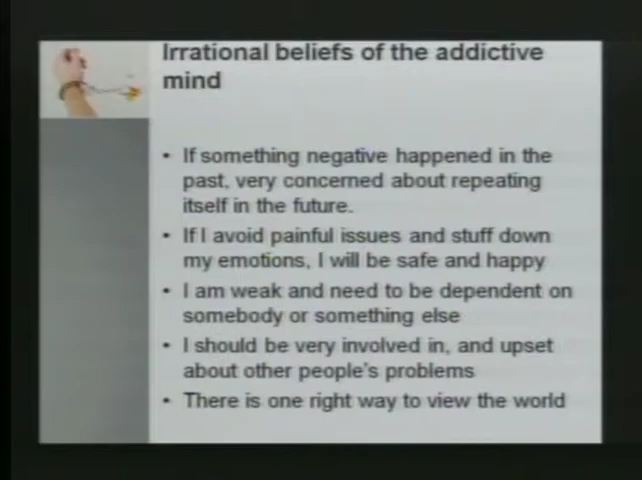 Irrational beliefs of the addictive
mind
• If something negative happened in the
past, very concerned about repeating
itself in the future.
• If I avoid painful issues and stuff down
my emotions, I will be safe and happy
• I am weak and need to be dependent on
somebody or something else
• I should be very involved in, and upset
about other people's problems
• There is one right way to view the world